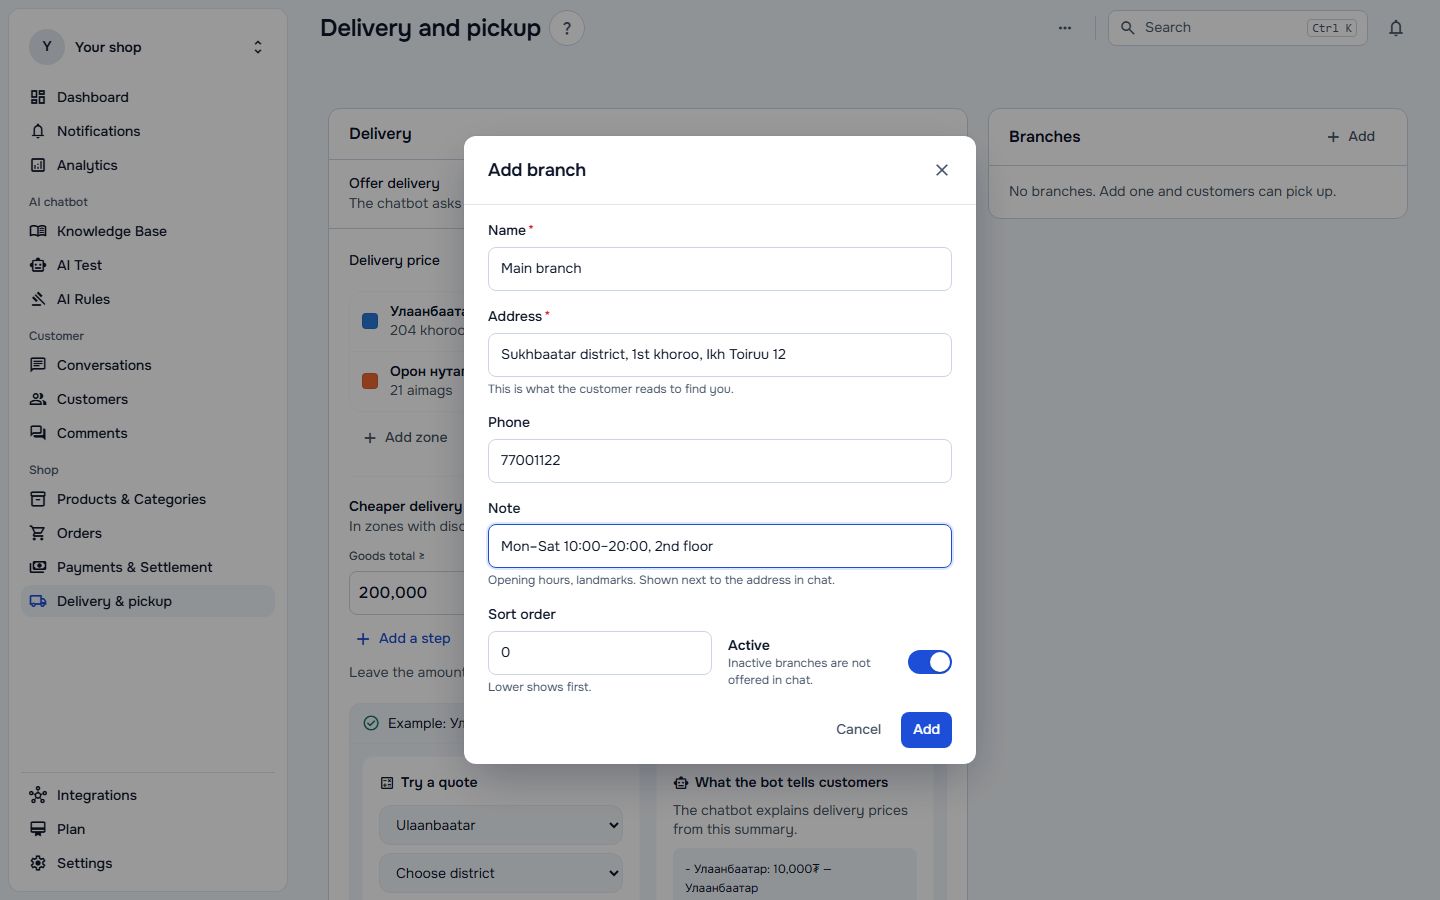 Y
Your shop
Dashboard
Notifications
Analytics
AI chatbot
Knowledge Base
AI Test
AI Rules
Customer
Conversations
Customers
Comments
Shop
Products & Categories
Orders
Payments & Settlement
Delivery & pickup
Integrations
Plan
Settings
Delivery and pickup ?
Search Ctrl K
Delivery
Offer delivery
The chatbot asks
Delivery price
204
21 aimags
Add zone
Cheaper delivery
In zones with
Goods total ≥
200,000
Add a step
Leave the amount
Example:
Try a quote
Ulaanbaatar
Choose district
What the bot tells customers
The chatbot explains delivery prices
from this summary.
- Улаанбаатар: 10,000₮ —
Улаанбаатар
Branches
Add
No branches. Add one and customers can pick up.
Add branch
Name *
Main branch
Address *
Sukhbaatar district, 1st khoroo, Ikh Toiruu 12
This is what the customer reads to find you.
Phone
77001122
Note
Mon–Sat 10:00–20:00, 2nd floor
Opening hours, landmarks. Shown next to the address in chat.
Sort order
0
Lower shows first.
Active
Inactive branches are not
offered in chat.
Cancel
Add